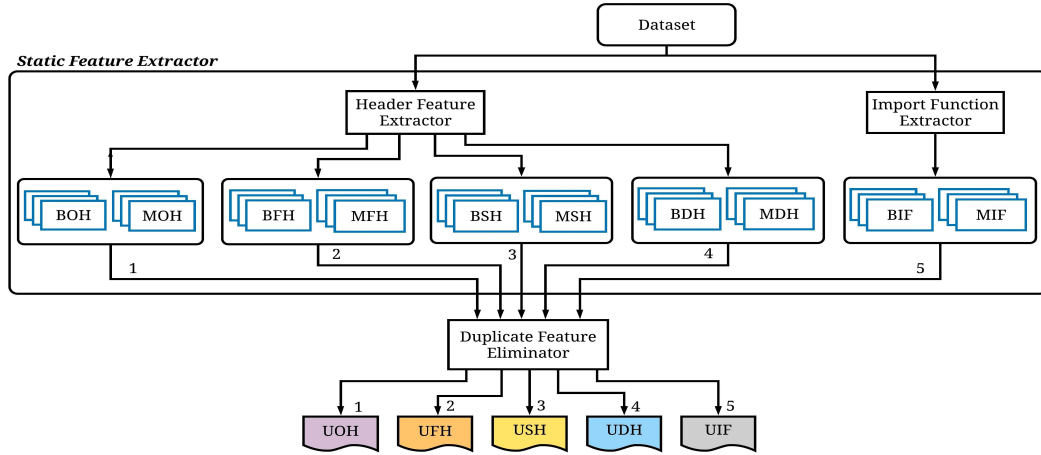 Dataset
Static Feature Extractor
Header Feature
Extractor
Import Function
Extractor
BOH MOH BFH MFH BSH MSH BDH MDH BIF MIF
1 2 3 4 5
Duplicate Feature
Eliminator
1 2 3 4 5
UOH UFH USH UDH UIF